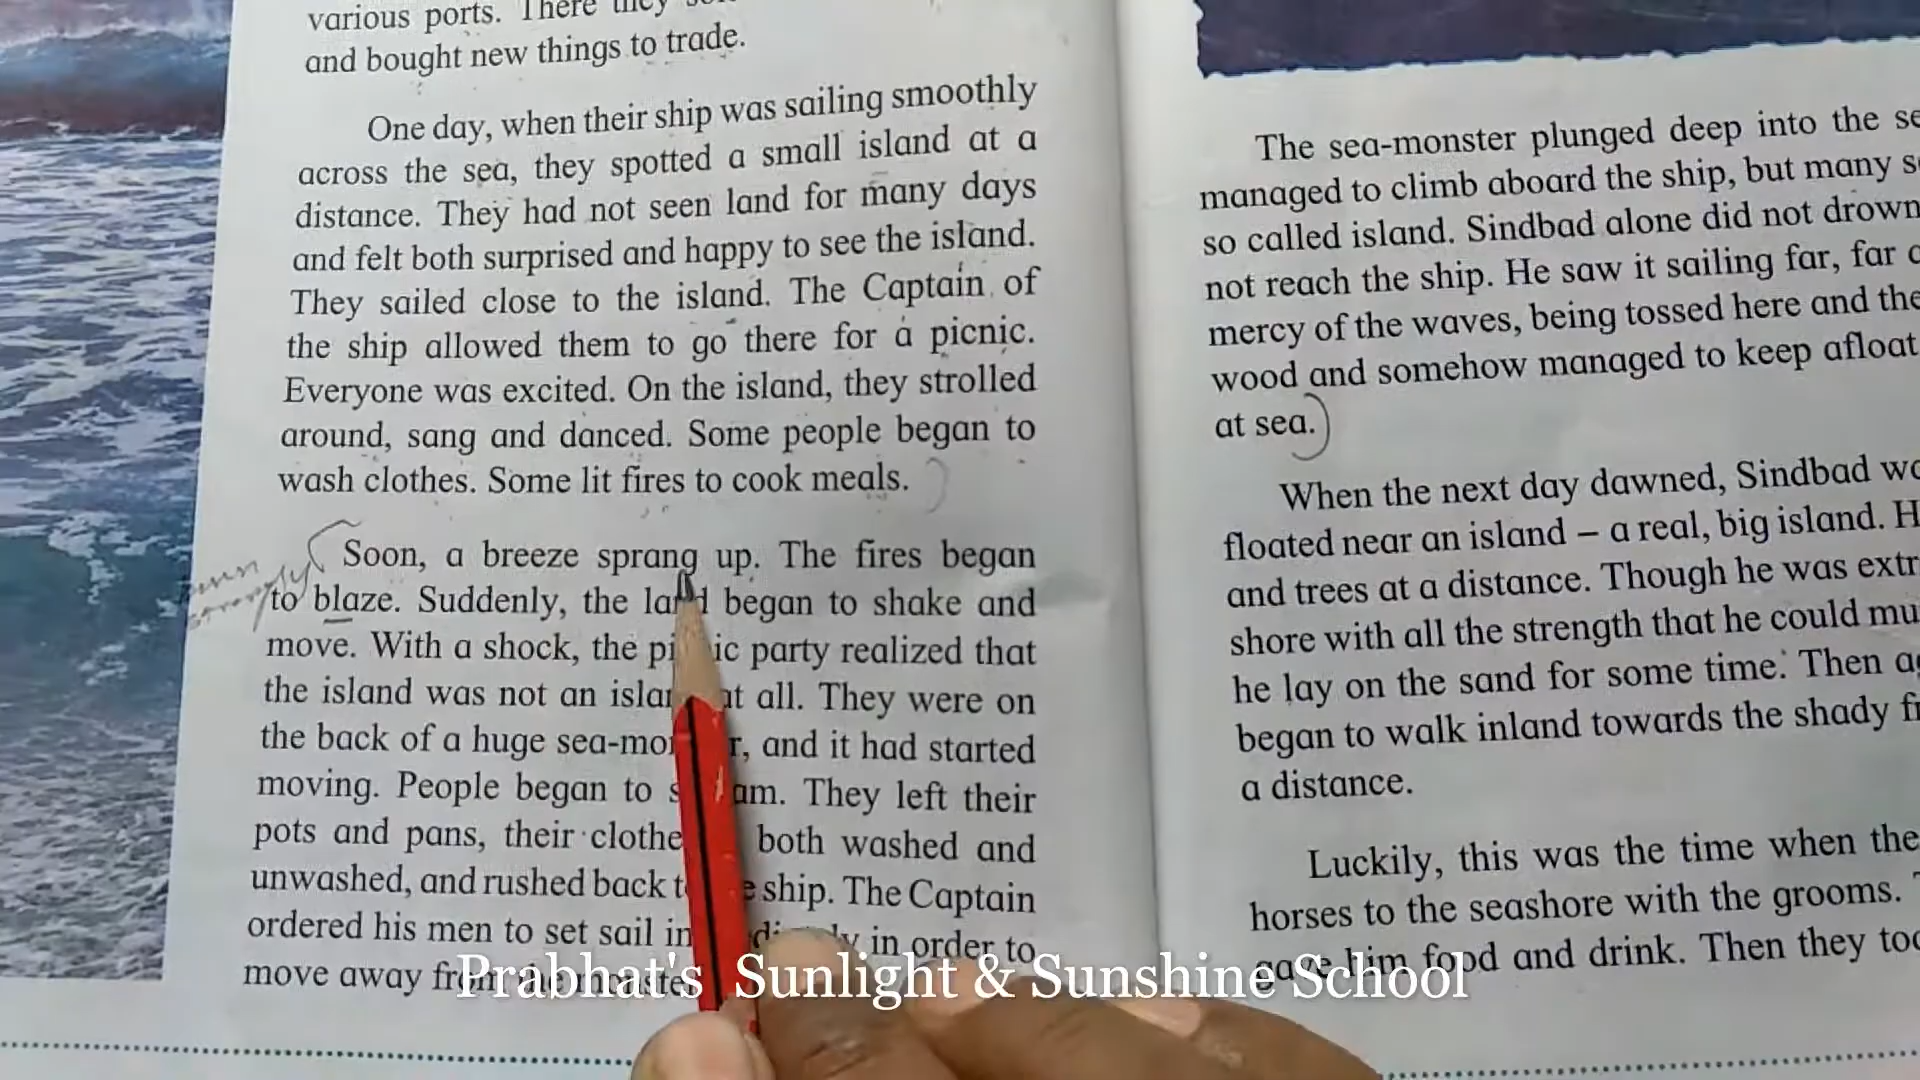 various ports. There they
and bought new things to trade.
One day, when their ship was sailing smoothly
across the sea, they spotted a small island at a
distance. They had not seen land for many days
and felt both surprised and happy to see the island.
They sailed close to the island. The Captain of
the ship allowed them to go there for a picnic.
Everyone was excited. On the island, they strolled
around, sang and danced. Some people began to
wash clothes. Some lit fires to cook meals.
Soon, a breeze sprang up. The fires began
to blaze. Suddenly, the land began to shake and
move. With a shock, the picnic party realized that
the island was not an island at all. They were on
the back of a huge sea-monster, and it had started
moving. People began to scream. They left their
pots and pans, their clothes both washed and
unwashed, and rushed back to the ship. The Captain
ordered his men to set sail immediately in order to
move away from the monster
The sea-monster plunged deep into the
managed to climb aboard the ship, but many
so called island. Sindbad alone did not drown
not reach the ship. He saw it sailing far, far
mercy of the waves, being tossed here and
wood and somehow managed to keep afloat
at sea.
When the next day dawned, Sindbad
floated near an island – a real, big island.
and trees at a distance. Though he was
shore with all the strength that he could
he lay on the sand for some time. Then
began to walk inland towards the shady
a distance.
Luckily, this was the time when the
horses to the seashore with the grooms.
gave him food and drink. Then they
Prabhat's Sunlight & Sunshine School